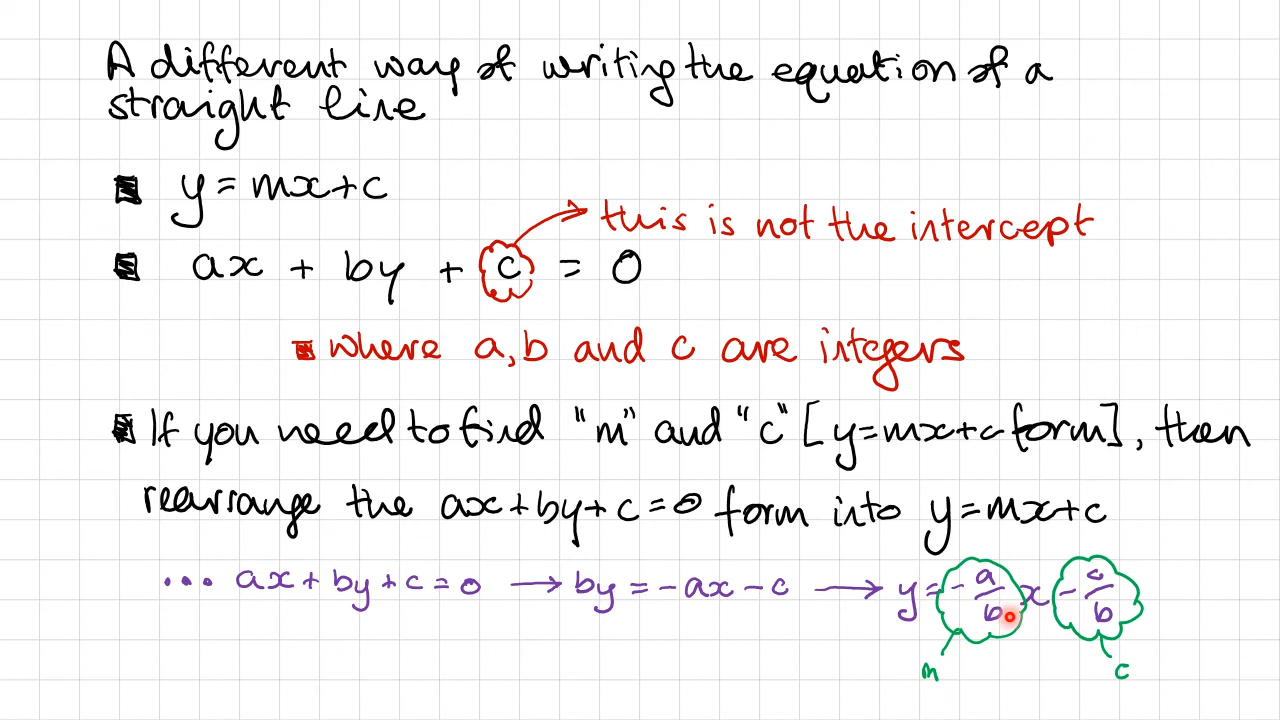 A different way of writing the equation of a
straight line
y = mx + c
this is not the intercept
ax + by + c = 0
where a, b and c are integers
If you need to find "m" and "c" [y=mx+c form], then
rearrange the ax+by+c=0 form into y=mx+c
... ax + by + c = 0 → by = -ax - c → y = -a/b x - c/b
m c